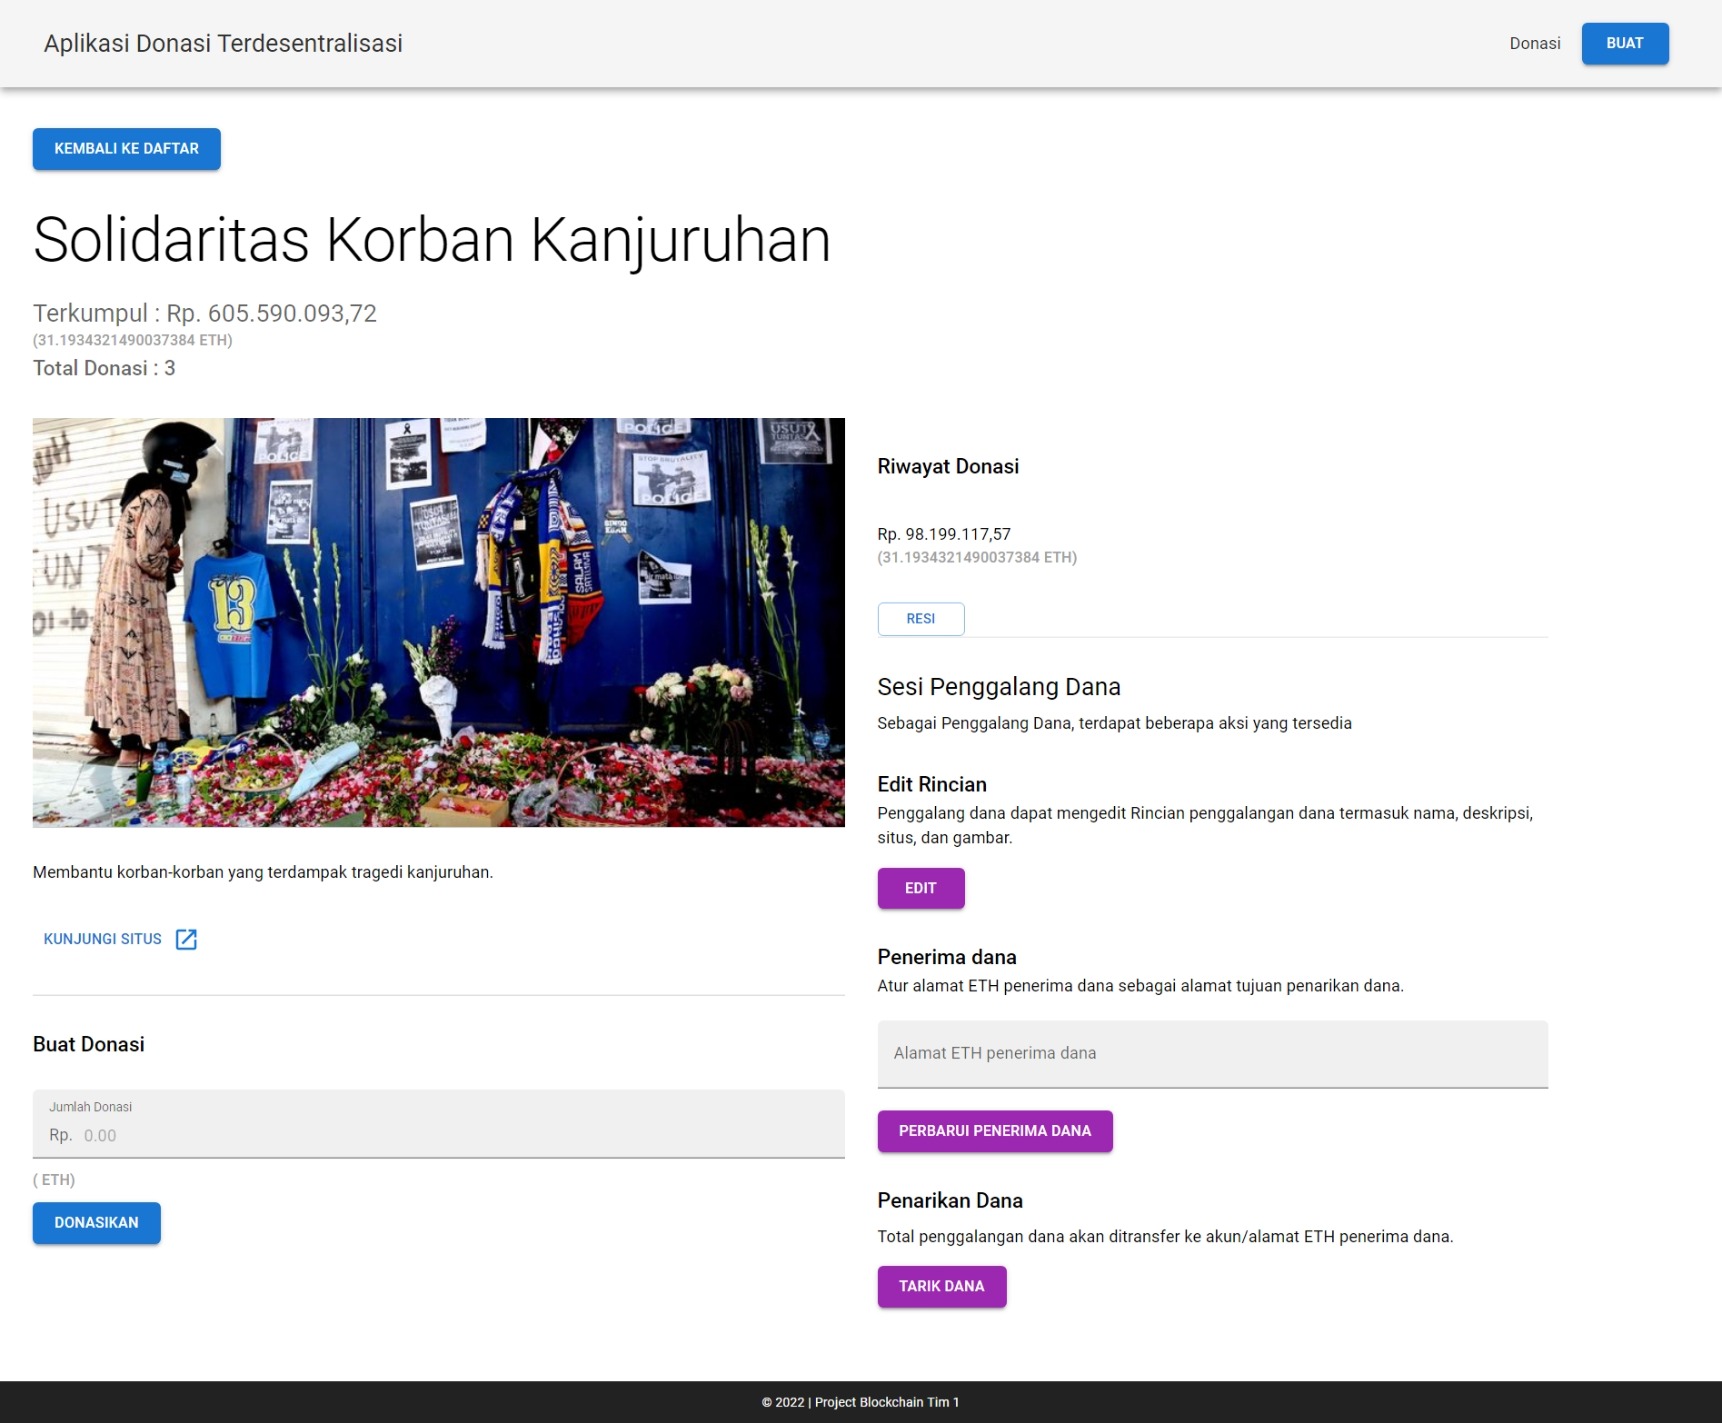 Aplikasi Donasi Terdesentralisasi
Donasi
BUAT
KEMBALI KE DAFTAR
Solidaritas Korban Kanjuruhan
Terkumpul : Rp. 605.590.093,72
(31.1934321490037384 ETH)
Total Donasi : 3
USUT
13
POLICE
POLICE
STOP BRUTALITY
POLICE
USUT
TUNTAS
Membantu korban-korban yang terdampak tragedi kanjuruhan.
KUNJUNGI SITUS
Buat Donasi
Jumlah Donasi
Rp. 0.00
( ETH)
DONASIKAN
Riwayat Donasi
Rp. 98.199.117,57
(31.1934321490037384 ETH)
RESI
Sesi Penggalang Dana
Sebagai Penggalang Dana, terdapat beberapa aksi yang tersedia
Edit Rincian
Penggalang dana dapat mengedit Rincian penggalangan dana termasuk nama, deskripsi,
situs, dan gambar.
EDIT
Penerima dana
Atur alamat ETH penerima dana sebagai alamat tujuan penarikan dana.
Alamat ETH penerima dana
PERBARUI PENERIMA DANA
Penarikan Dana
Total penggalangan dana akan ditransfer ke akun/alamat ETH penerima dana.
TARIK DANA
© 2022 | Project Blockchain Tim 1